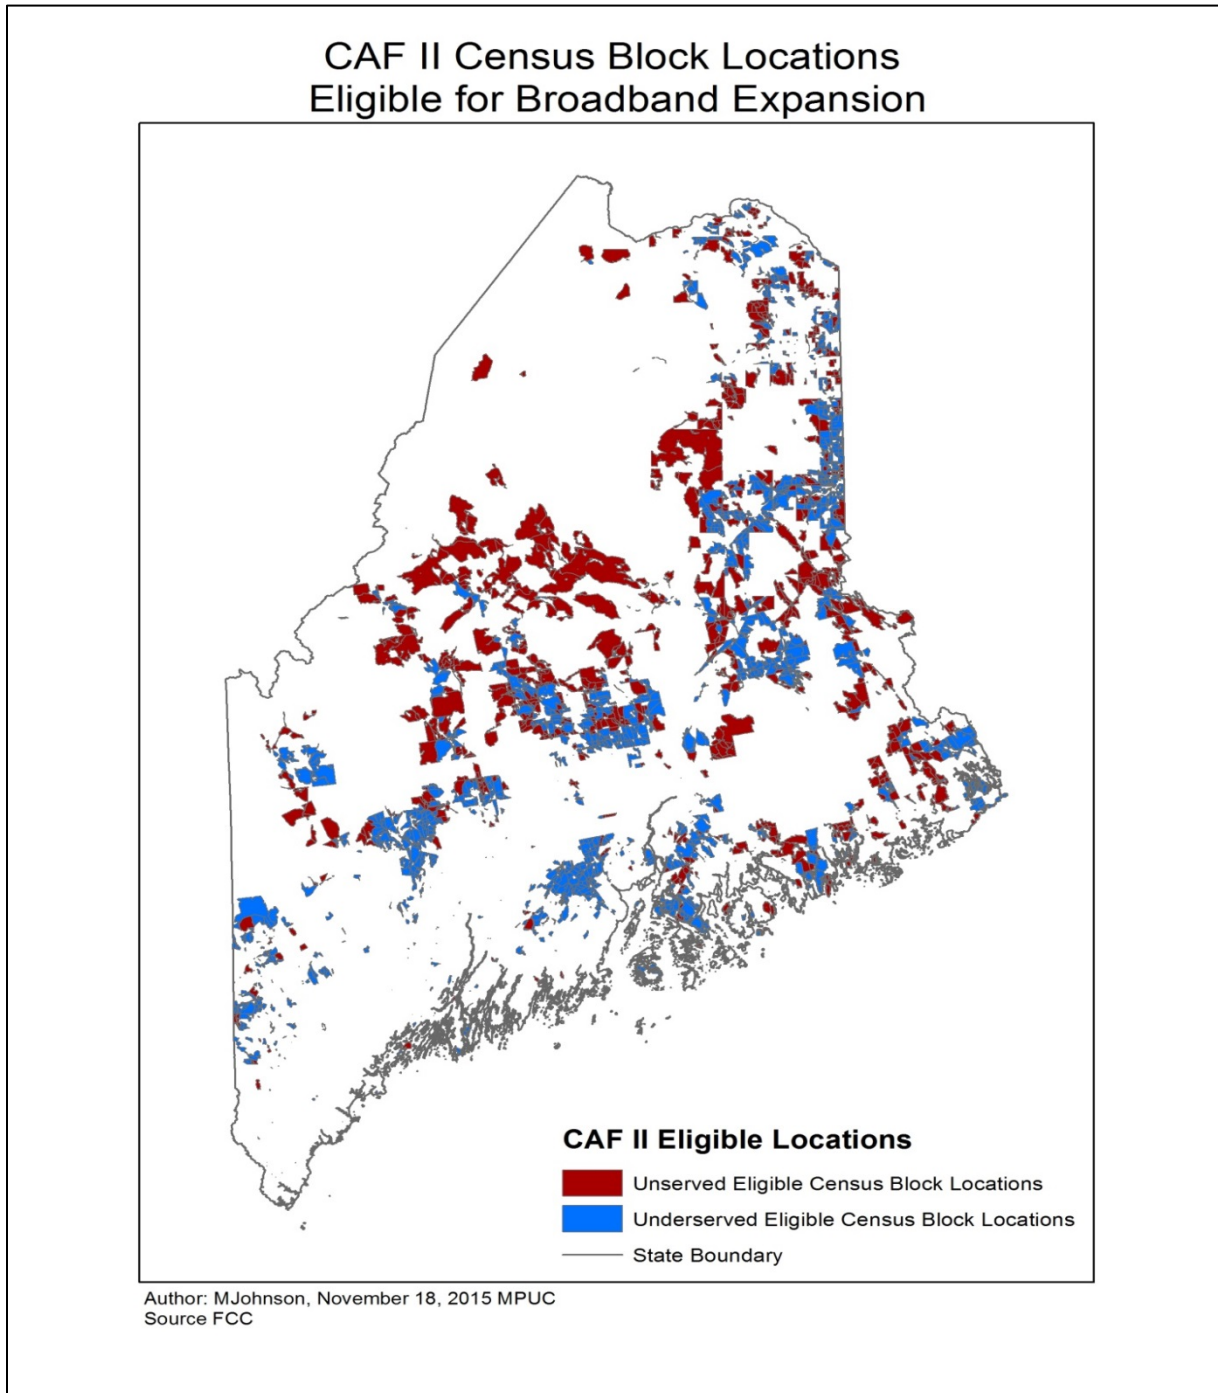 CAF II Census Block Locations
Eligible for Broadband Expansion
CAF II Eligible Locations
Unserved Eligible Census Block Locations
Underserved Eligible Census Block Locations
State Boundary
Author: MJohnson, November 18, 2015 MPUC
Source FCC